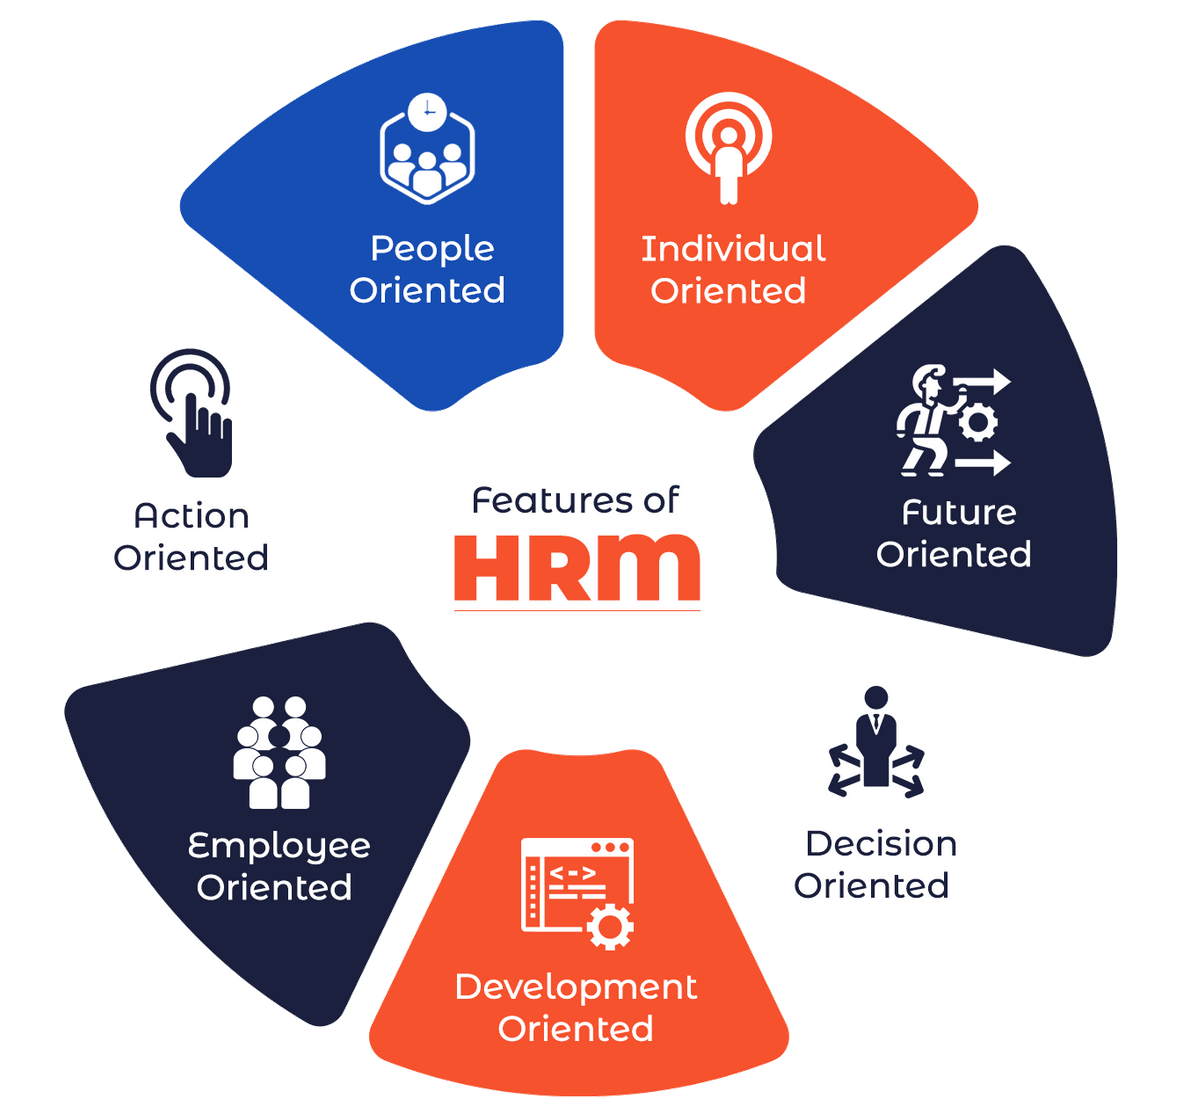 Features of
HRM
People
Oriented
Individual
Oriented
Future
Oriented
Decision
Oriented
Development
Oriented
Employee
Oriented
Action
Oriented